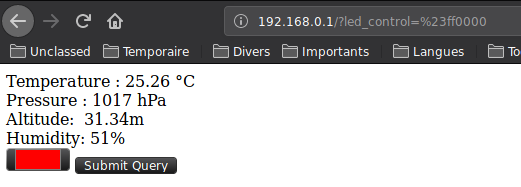 192.168.0.1/?led_control=%23ff0000
Unclassed Temporaire Divers Importants Langues
Temperature : 25.26 °C
Pressure : 1017 hPa
Altitude: 31.34m
Humidity: 51%
Submit Query